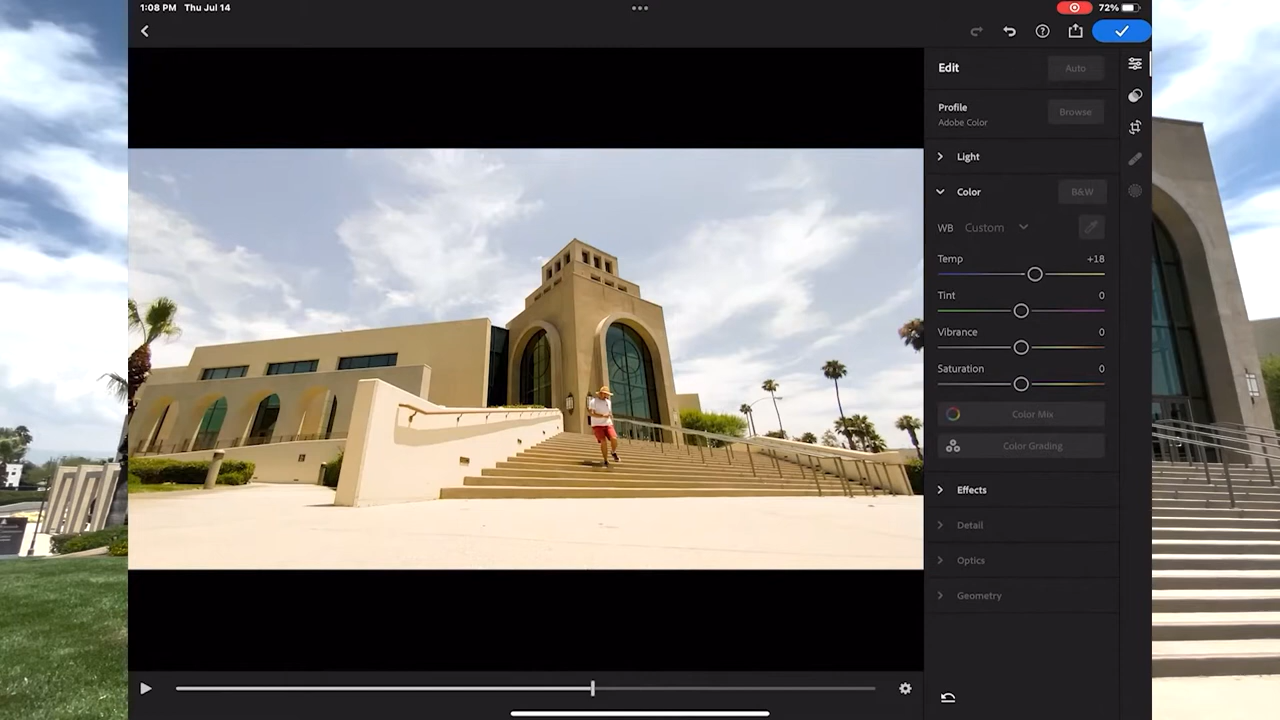 1:08 PM Thu Jul 14
72%
Edit
Auto
Profile
Adobe Color
Browse
Light
Color
B&W
WB Custom
Temp +18
Tint 0
Vibrance 0
Saturation 0
Color Mix
Color Grading
Effects
Detail
Optics
Geometry